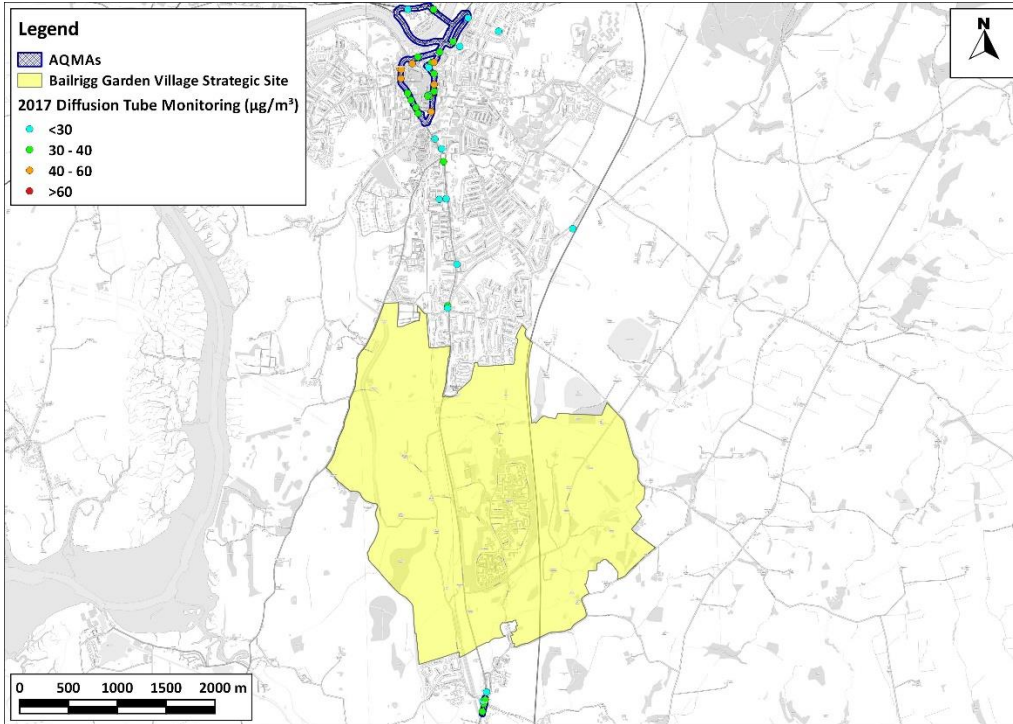 Legend
AQMAs
Bailrigg Garden Village Strategic Site
2017 Diffusion Tube Monitoring (µg/m³)
<30
30 - 40
40 - 60
>60
N
0 500 1000 1500 2000 m